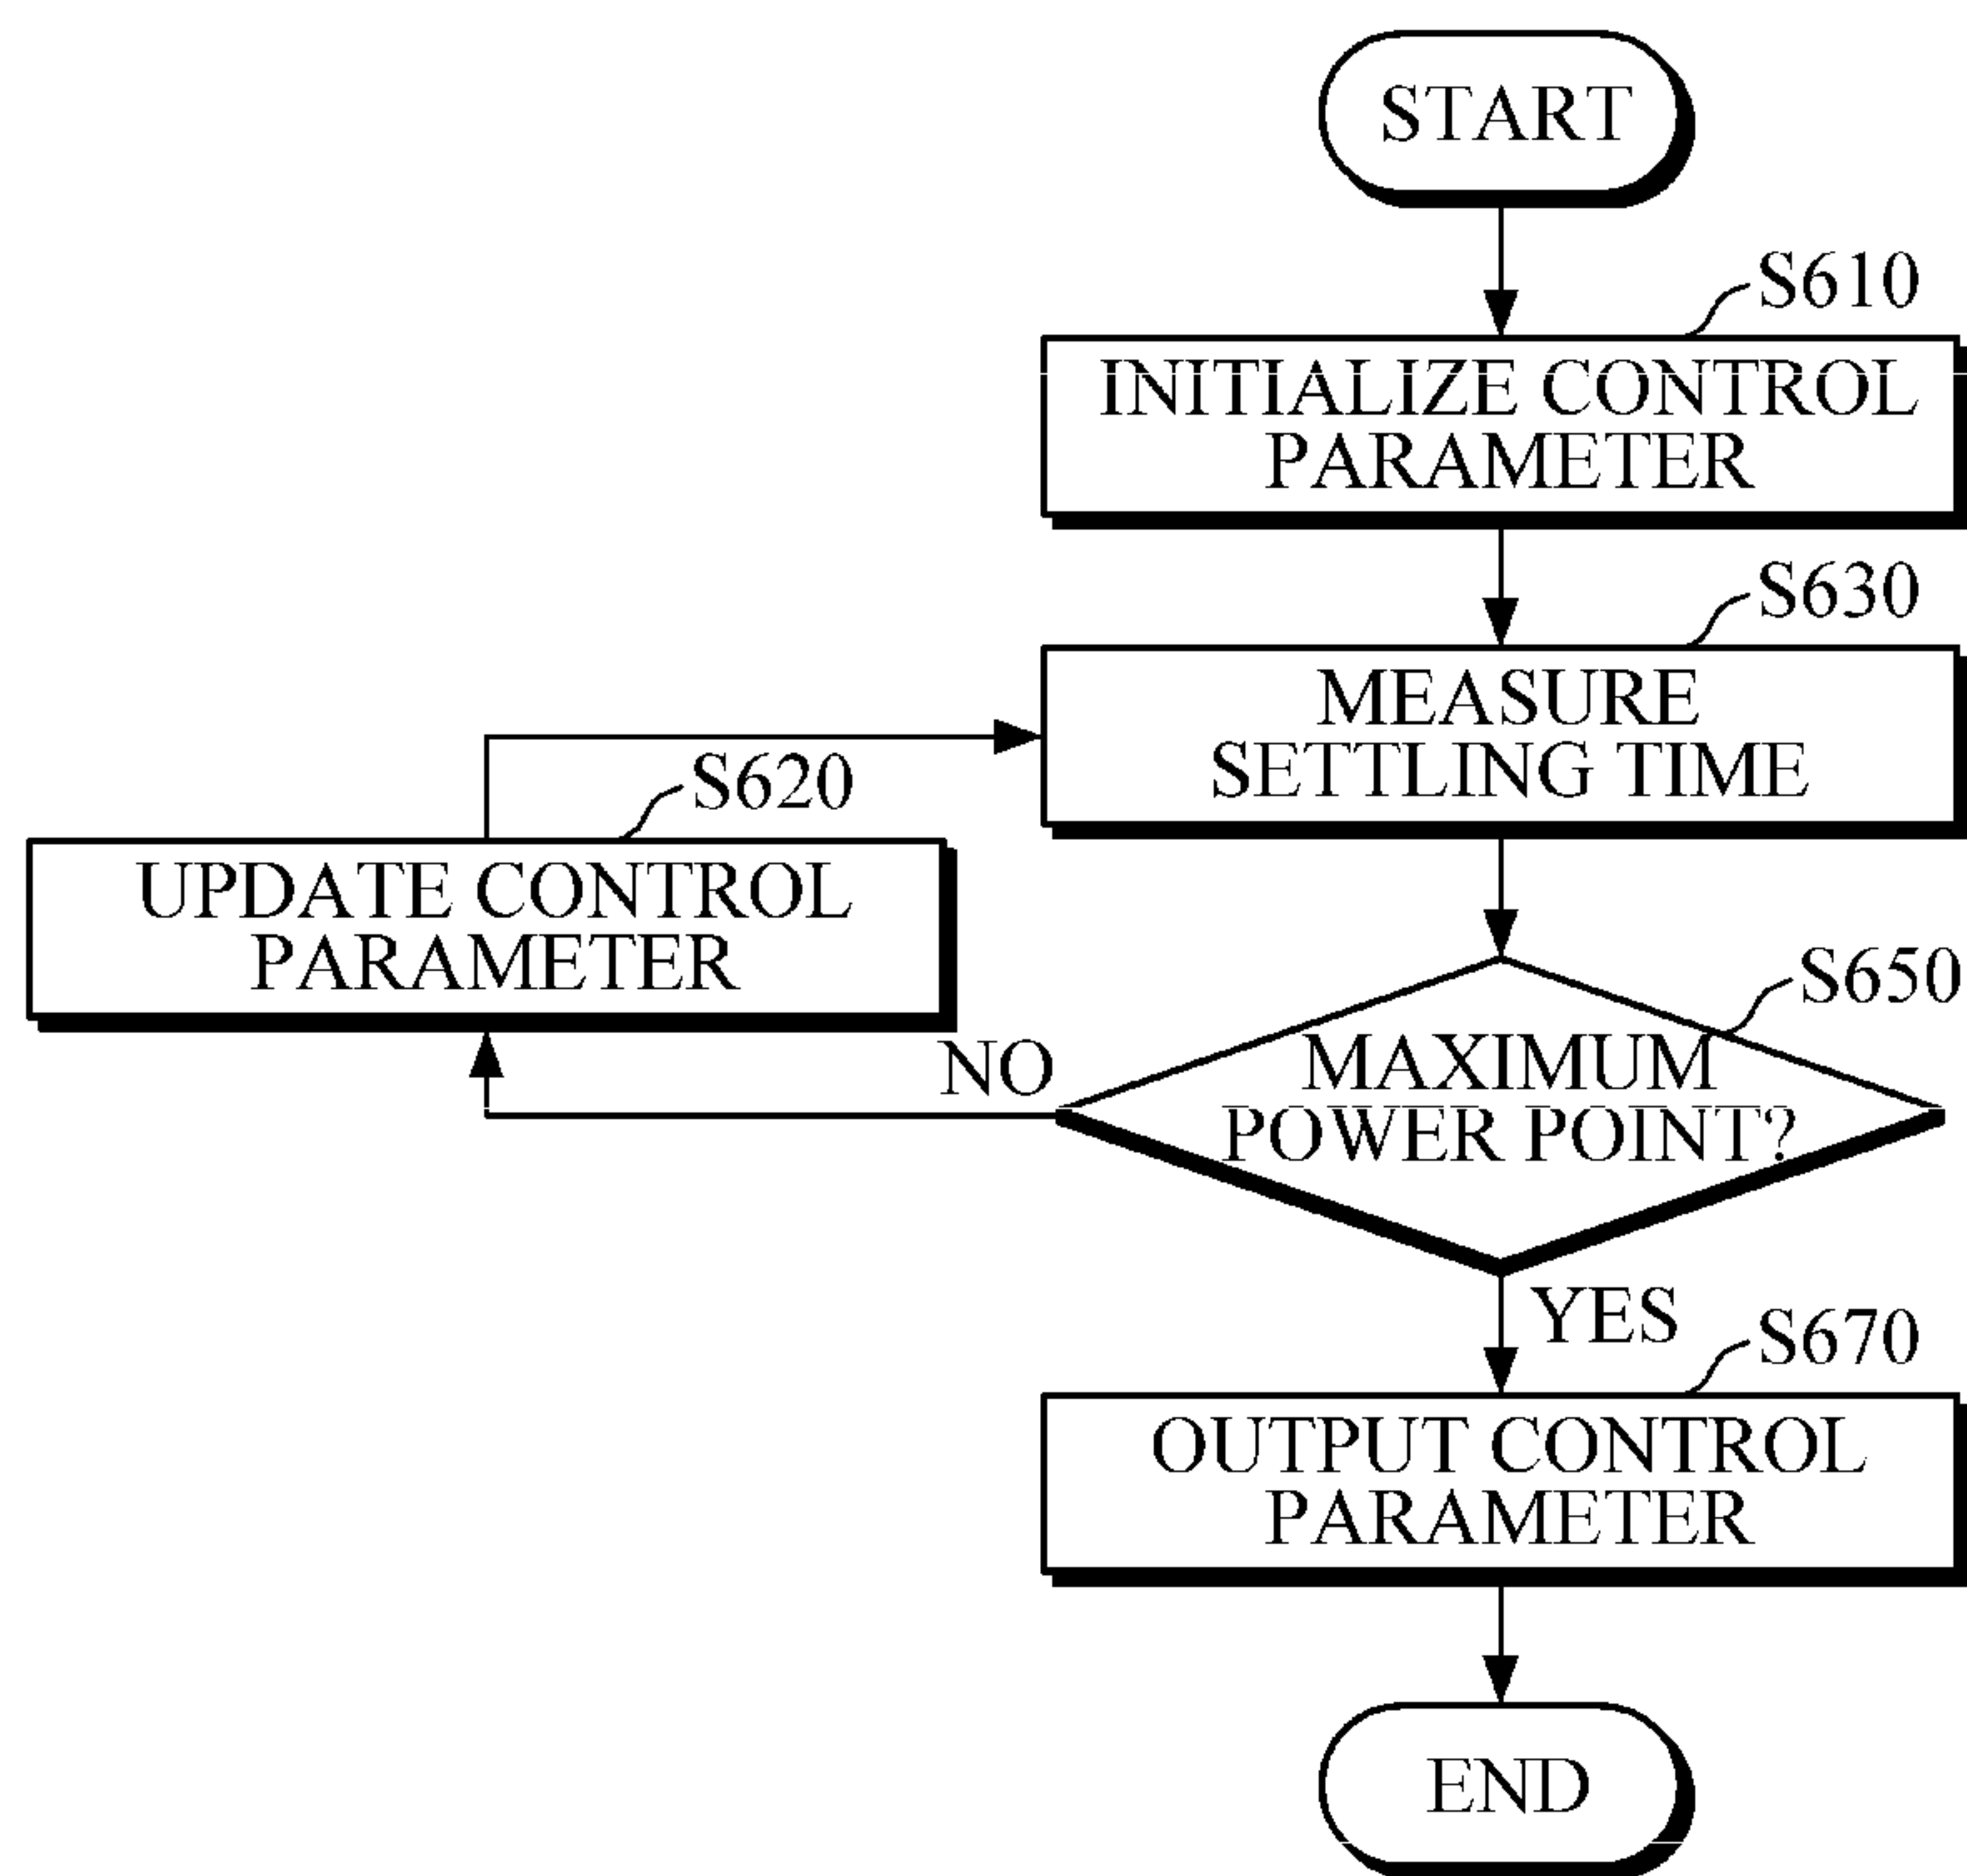 START
S610
INITIALIZE CONTROL
PARAMETER
S630
MEASURE
SETTLING TIME
S620
UPDATE CONTROL
PARAMETER
S650
NO
MAXIMUM
POWER POINT?
YES
S670
OUTPUT CONTROL
PARAMETER
END